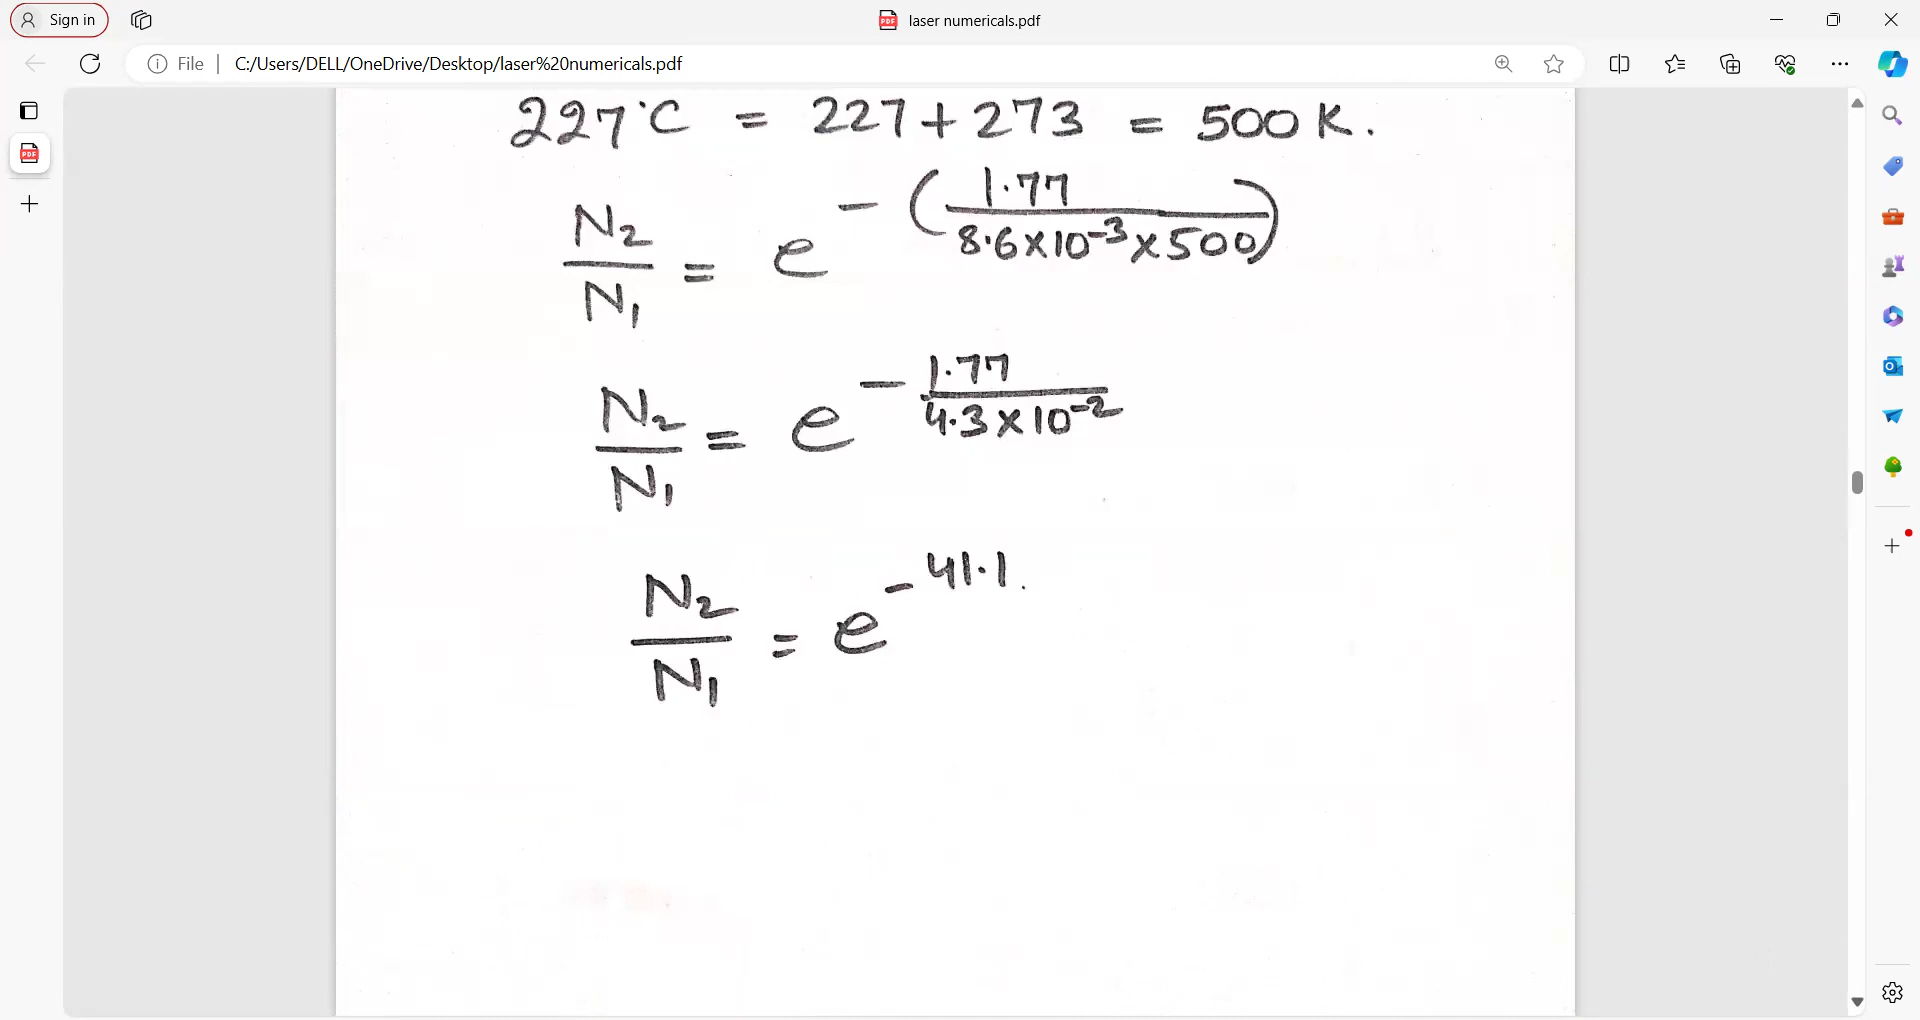 Sign in
laser numericals.pdf
File | C:/Users/DELL/OneDrive/Desktop/laser%20numericals.pdf
227°C = 227+273 = 500 K.
N₂/N₁ = e^-(1.77/8.6×10⁻³×500)
N₂/N₁ = e^-1.77/4.3×10⁻²
N₂/N₁ = e^-41.1.